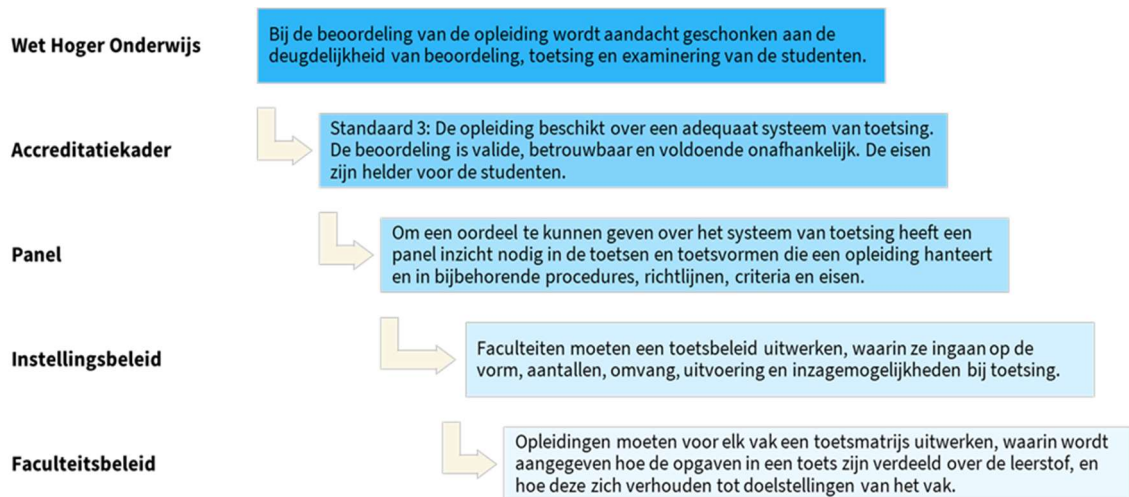 Wet Hoger Onderwijs
Bij de beoordeling van de opleiding wordt aandacht geschonken aan de
deugdelijkheid van beoordeling, toetsing en examinering van de studenten.
Accreditatiekader
Standaard 3: De opleiding beschikt over een adequaat systeem van toetsing.
De beoordeling is valide, betrouwbaar en voldoende onafhankelijk. De eisen
zijn helder voor de studenten.
Panel
Om een oordeel te kunnen geven over het systeem van toetsing heeft een
panel inzicht nodig in de toetsen en toetsvormen die een opleiding hanteert
en in bijbehorende procedures, richtlijnen, criteria en eisen.
Instellingsbeleid
Faculteiten moeten een toetsbeleid uitwerken, waarin ze ingaan op de
vorm, aantallen, omvang, uitvoering en inzagemogelijkheden bij toetsing.
Faculteitsbeleid
Opleidingen moeten voor elk vak een toetsmatrijs uitwerken, waarin wordt
aangegeven hoe de opgaven in een toets zijn verdeeld over de leerstof, en
hoe deze zich verhouden tot doelstellingen van het vak.